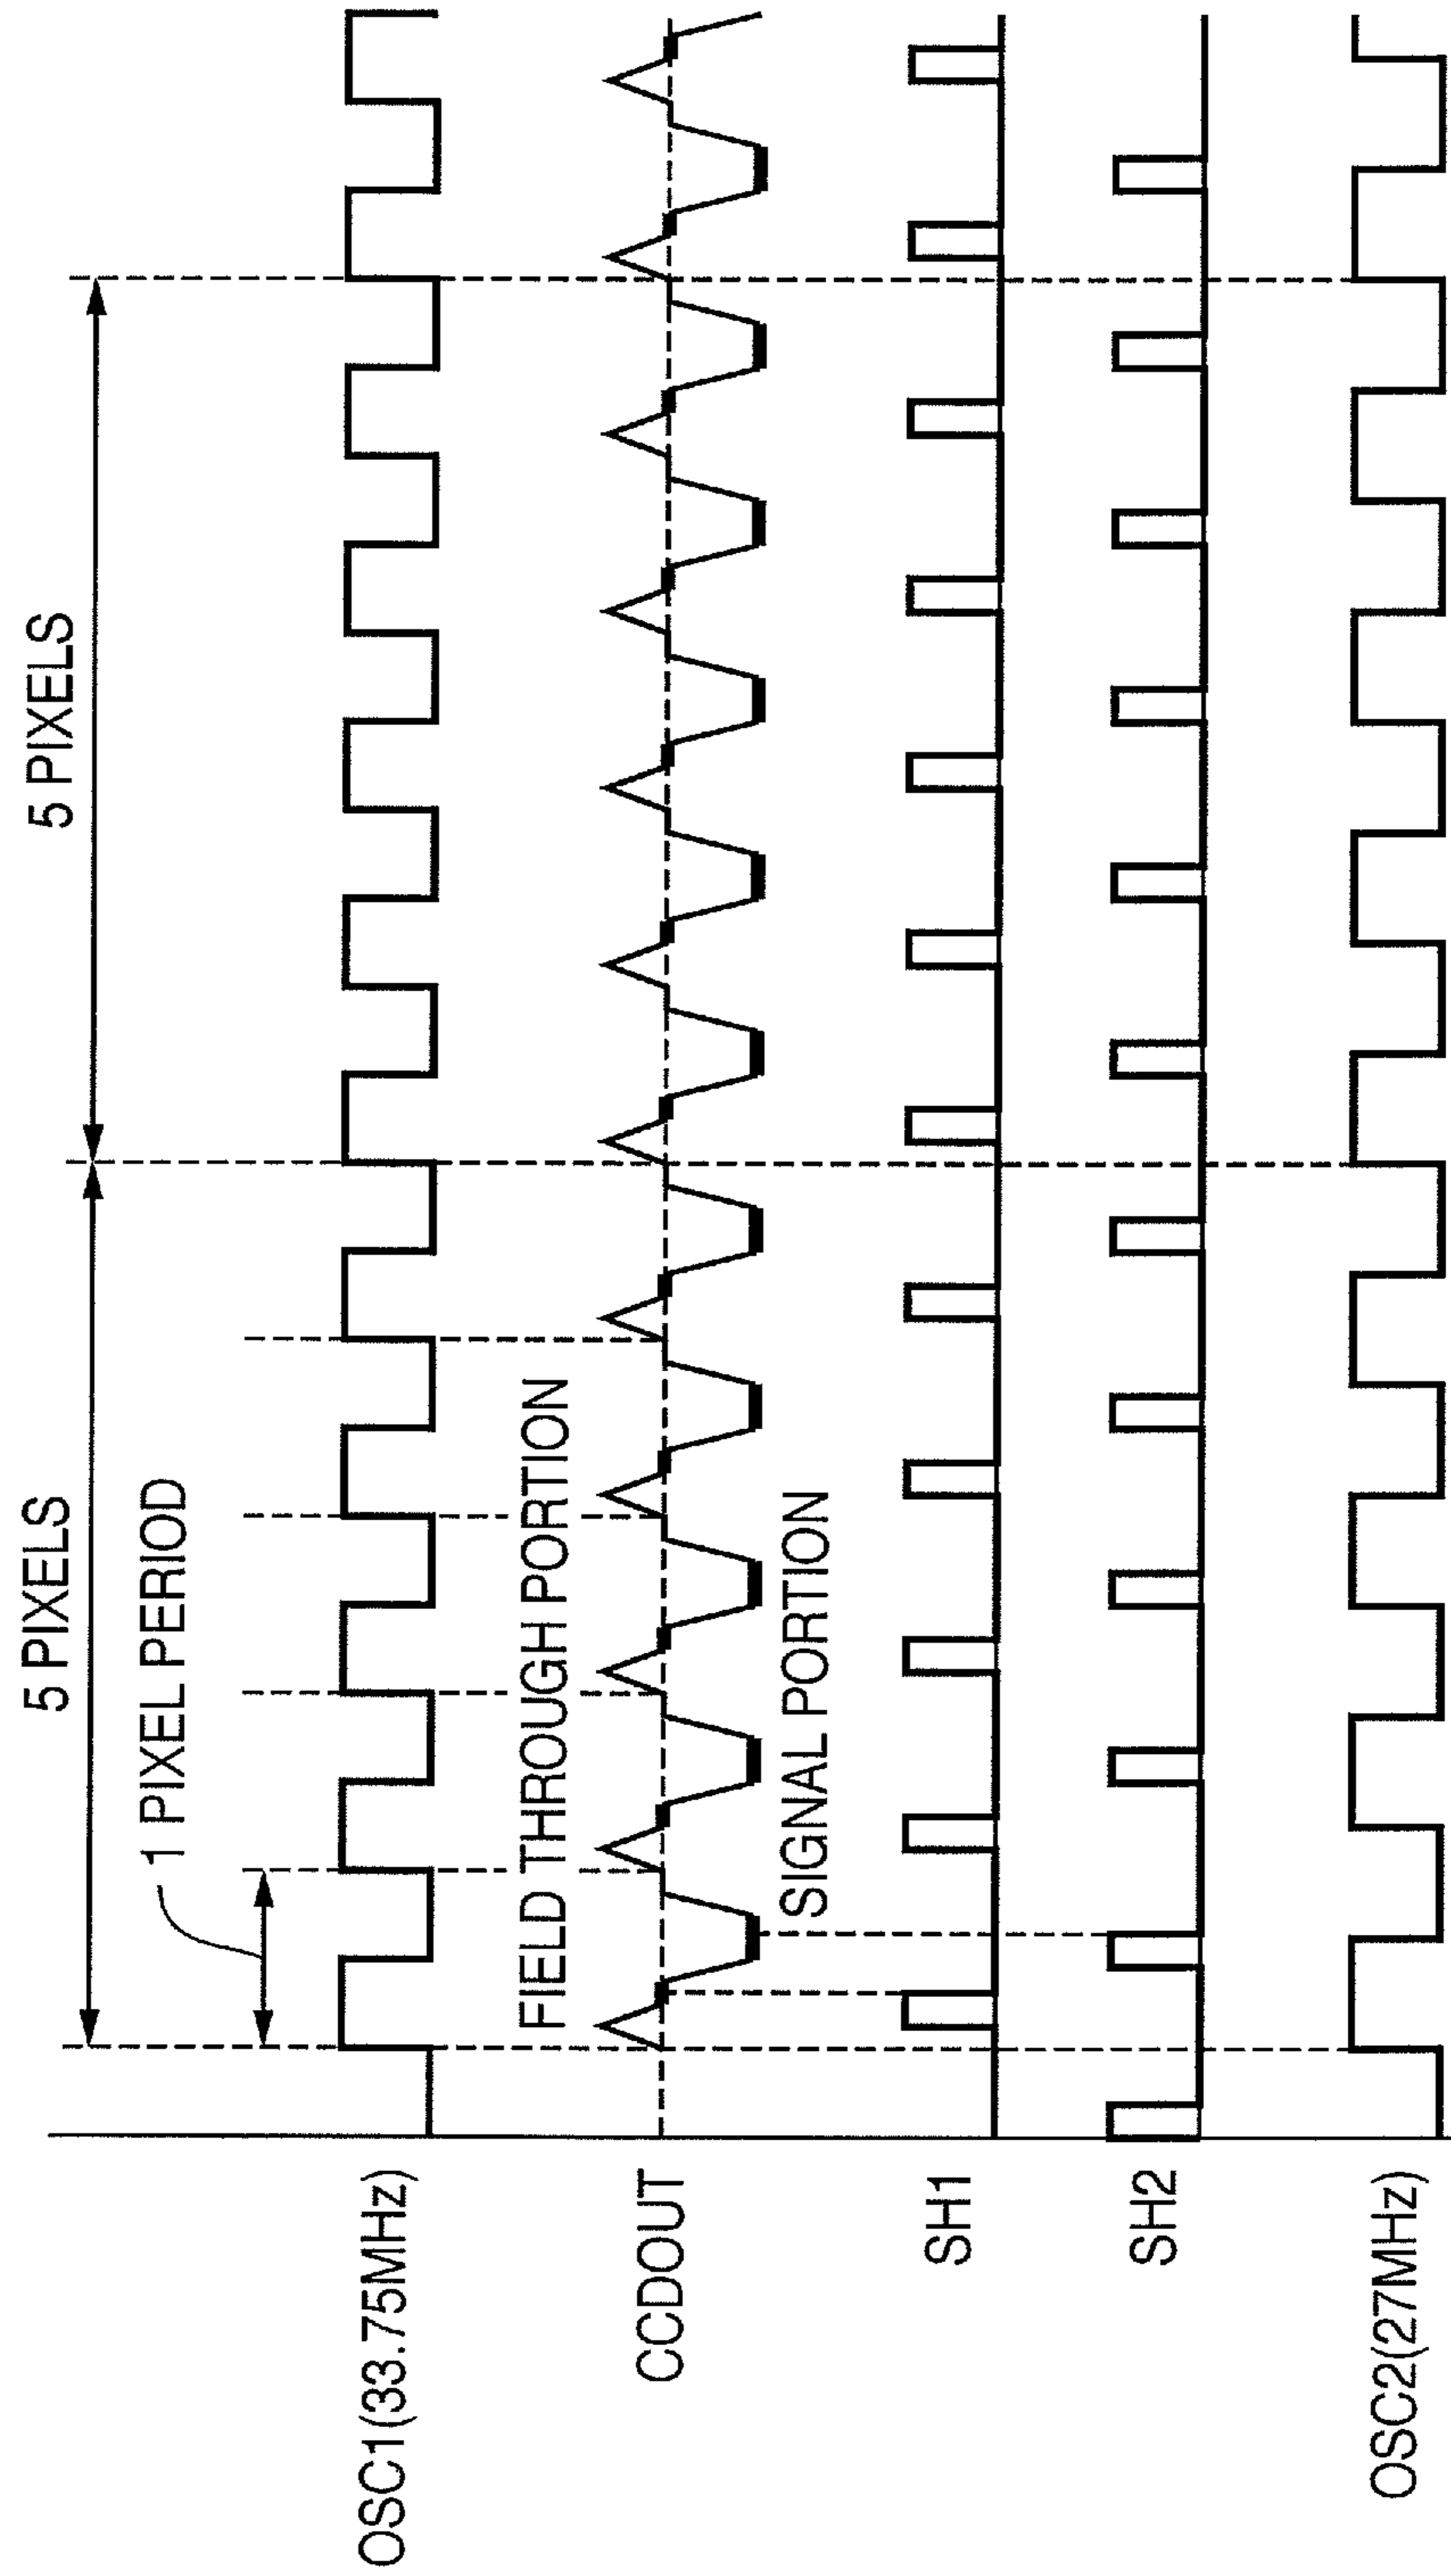 5 PIXELS
5 PIXELS
1 PIXEL PERIOD
OSC1(33.75MHz)
FIELD THROUGH PORTION
CCDOUT
SIGNAL PORTION
SH1
SH2
OSC2(27MHz)